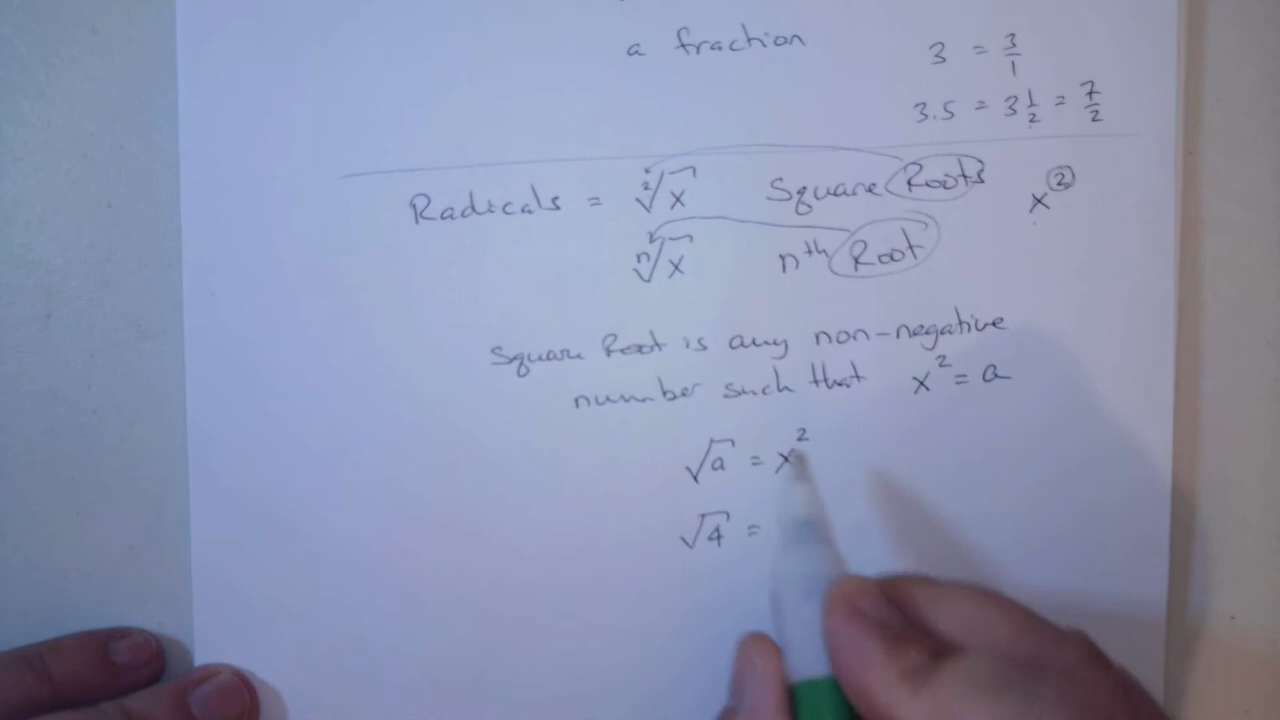 a fraction
3 = 3/1
3.5 = 3 1/2 = 7/2
Radicals = ²√x Square Roots x²
ⁿ√x nᵗʰ Root
Square Root is any non-negative
number such that x² = a
√a = x²
√4 =